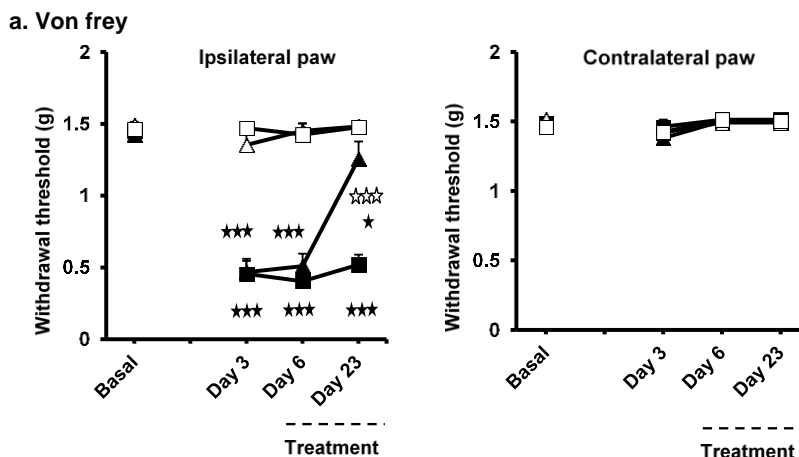 a. Von frey
Ipsilateral paw
Withdrawal threshold (g)
2
1.5
1
0.5
0
★★★ ★★★
☆☆☆
★
★★★ ★★★ ★★★
Basal
Day 3
Day 6
Day 23
Treatment
Contralateral paw
Withdrawal threshold (g)
2
1.5
1
0.5
0
Basal
Day 3
Day 6
Day 23
Treatment